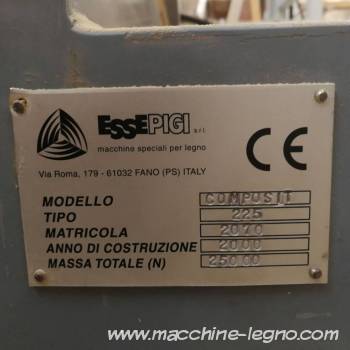 ESSEPIGI s.r.l.
macchine speciali per legno
CE
Via Roma, 179 - 61032 FANO (PS) ITALY
MODELLO COMPOSIT
TIPO 225
MATRICOLA 2070
ANNO DI COSTRUZIONE 2000
MASSA TOTALE (N) 25000
www.macchine-legno.com